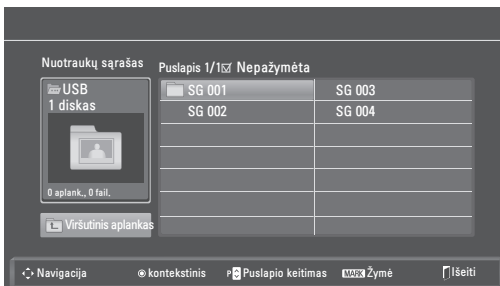 Nuotraukų sąrašas
Puslapis 1/1 Nepažymėta
USB
1 diskas
0 aplank., 0 fail.
Viršutinis aplankas
SG 001 SG 003
SG 002 SG 004
Navigacija kontekstinis P Puslapio keitimas MARK Žymė Išeiti